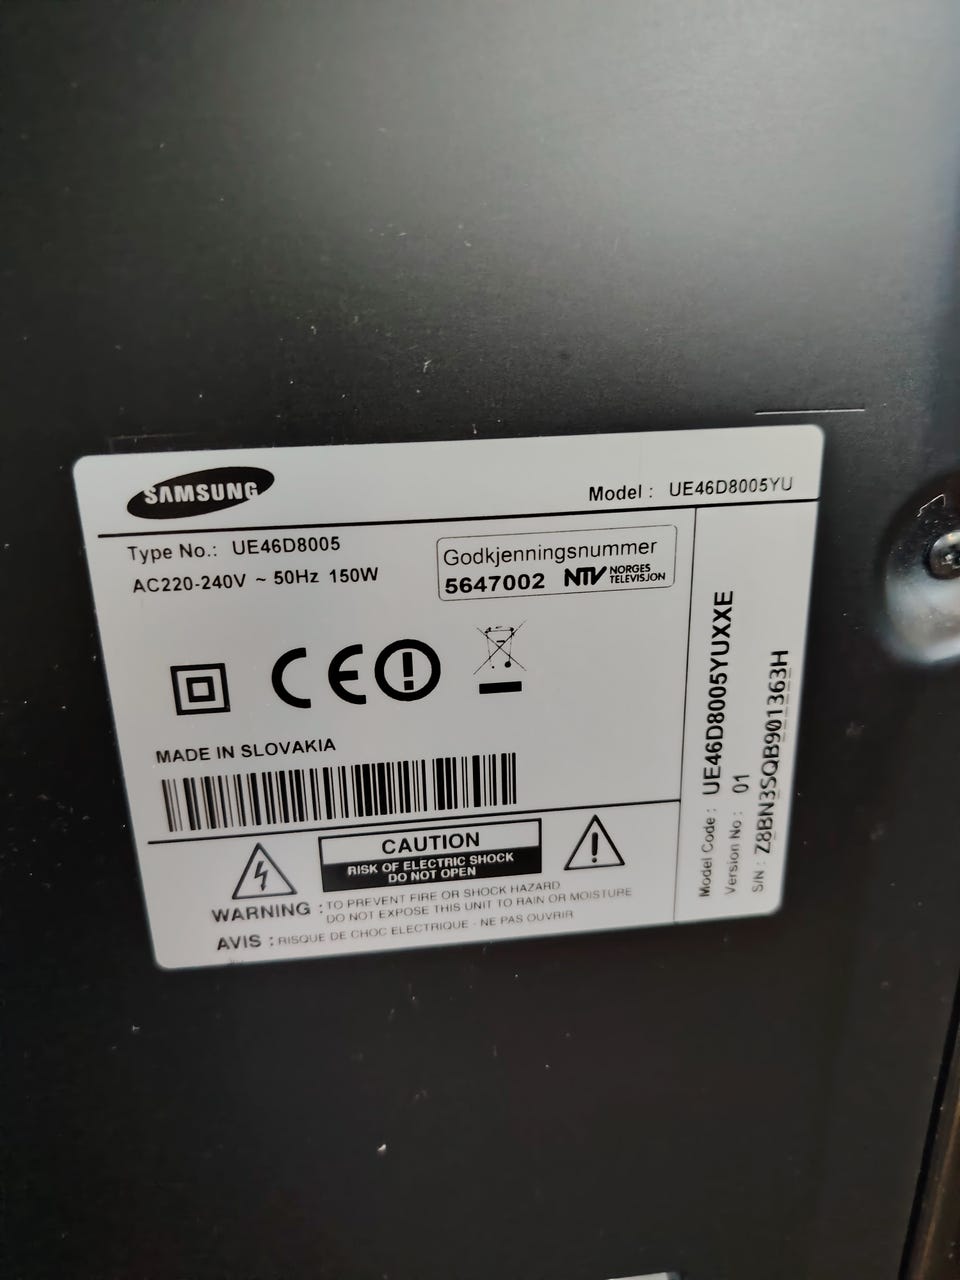 SAMSUNG
Model : UE46D8005YU
Type No.: UE46D8005
AC220-240V ~ 50Hz 150W
Godkjenningsnummer
5647002 NTV NORGES TELEVISJON
CE
MADE IN SLOVAKIA
CAUTION
RISK OF ELECTRIC SHOCK
DO NOT OPEN
WARNING : TO PREVENT FIRE OR SHOCK HAZARD
DO NOT EXPOSE THIS UNIT TO RAIN OR MOISTURE
AVIS : RISQUE DE CHOC ELECTRIQUE - NE PAS OUVRIR
Model Code : UE46D8005YUXXE
Version No : 01
S/N : Z8BN3SQB901363H